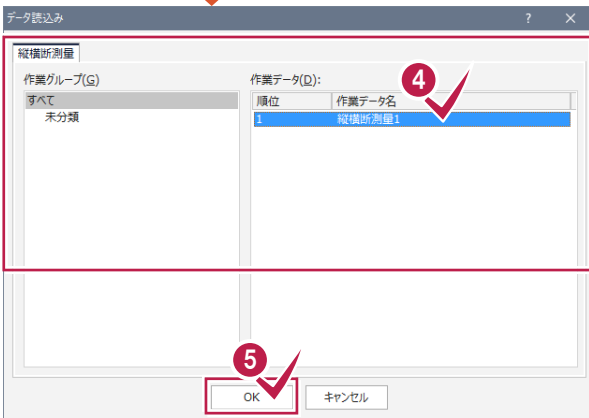 データ読込み ? ×
縦横断測量
作業グループ(G) 作業データ(D):
すべて
未分類
順位 作業データ名
1 縦横断測量1
4
5
OK キャンセル